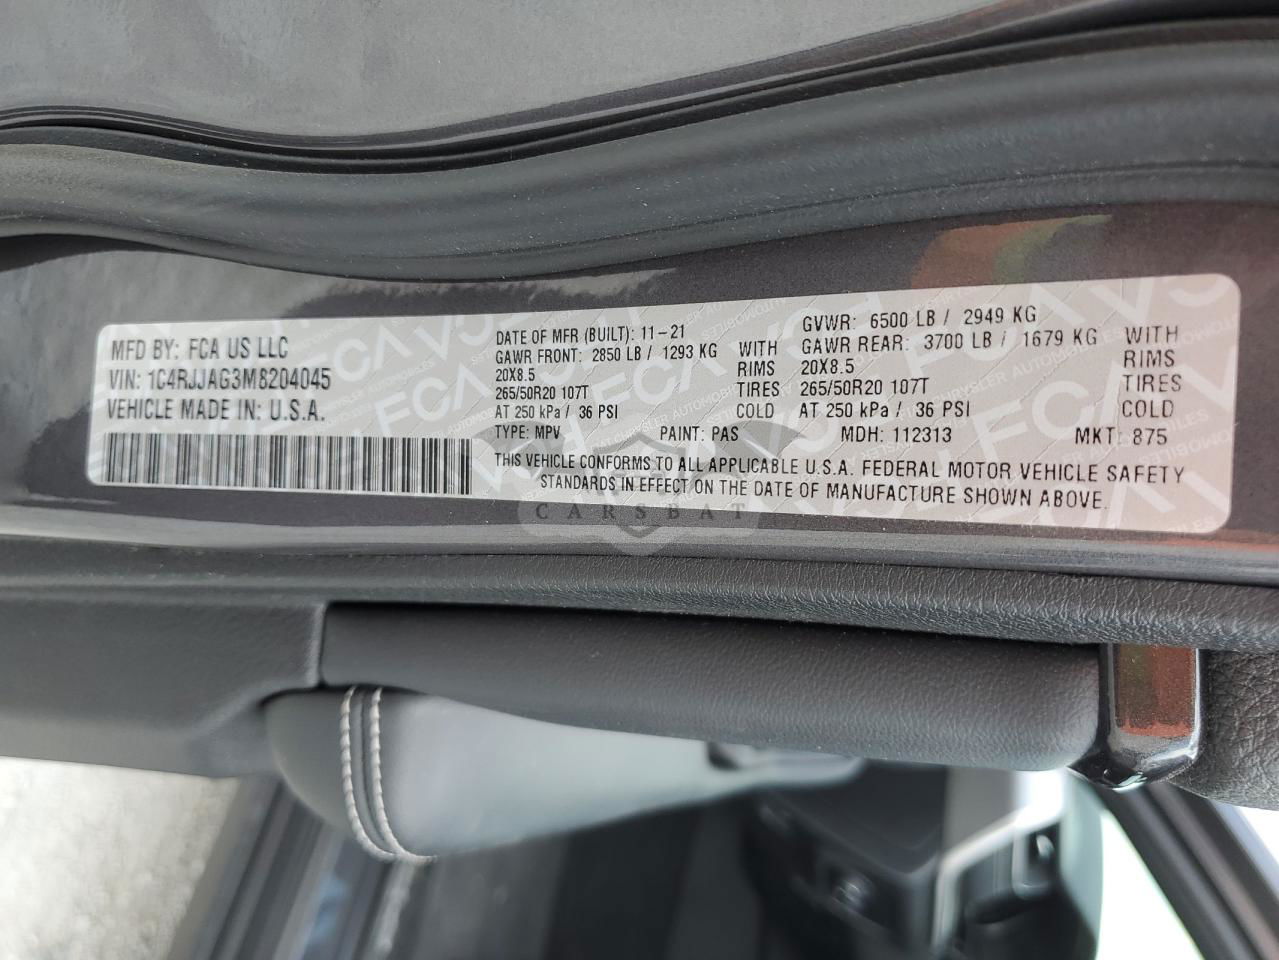 MFD BY: FCA US LLC
VIN: 1C4RJJAG3M8204045
VEHICLE MADE IN: U.S.A.
DATE OF MFR (BUILT): 11-21
GAWR FRONT: 2850 LB / 1293 KG WITH
20X8.5 RIMS
265/50R20 107T TIRES
AT 250 kPa / 36 PSI COLD
GVWR: 6500 LB / 2949 KG
GAWR REAR: 3700 LB / 1679 KG WITH
20X8.5 RIMS
265/50R20 107T TIRES
AT 250 kPa / 36 PSI COLD
TYPE: MPV PAINT: PAS MDH: 112313 MKT: 875
THIS VEHICLE CONFORMS TO ALL APPLICABLE U.S.A. FEDERAL MOTOR VEHICLE SAFETY
STANDARDS IN EFFECT ON THE DATE OF MANUFACTURE SHOWN ABOVE.
CARSBAT